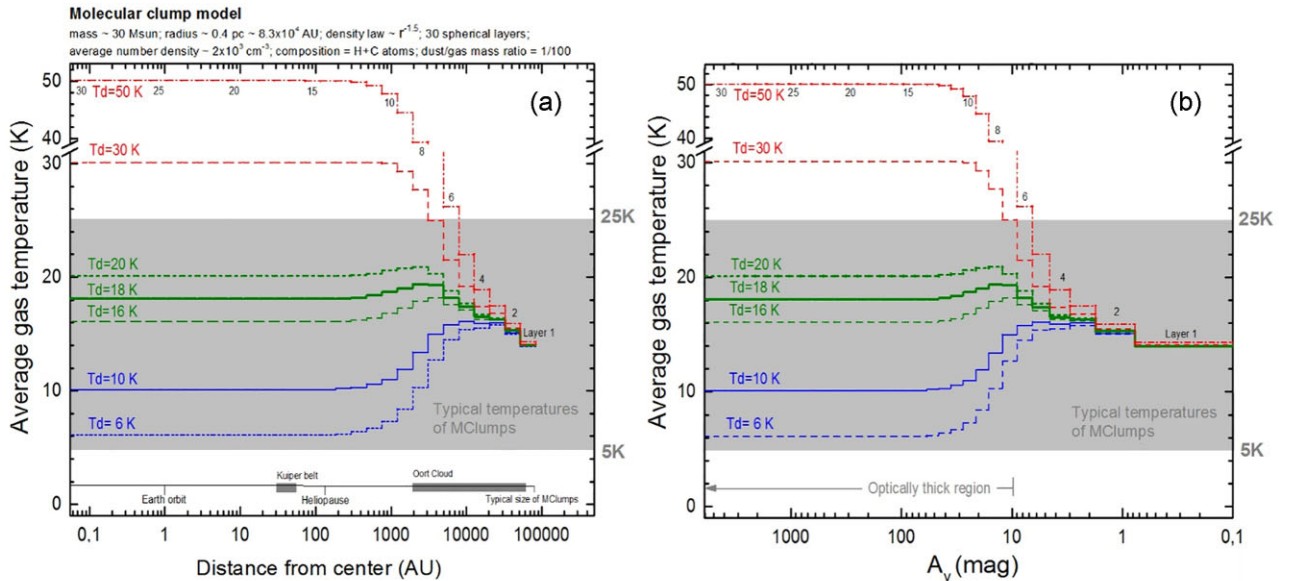 Molecular clump model
mass ~ 30 Msun; radius ~ 0.4 pc ~ 8.3x10⁴ AU; density law ~ r⁻¹·⁵; 30 spherical layers;
average number density ~ 2x10³ cm⁻³; composition = H+C atoms; dust/gas mass ratio = 1/100
(a)
Average gas temperature (K)
50
40
30
20
10
0
Td=50 K
30
25
20
15
10
8
6
4
2
Layer 1
Td=30 K
25K
Td=20 K
Td=18 K
Td=16 K
Td=10 K
Td= 6 K
Typical temperatures
of MClumps
5K
Kuiper belt
Oort Cloud
Earth orbit
Heliopause
Typical size of MClumps
0,1
1
10
100
1000
10000
100000
Distance from center (AU)
(b)
Average gas temperature (K)
50
40
30
20
10
0
Td=50 K
30
25
20
15
10
8
6
4
2
Layer 1
Td=30 K
25K
Td=20 K
Td=18 K
Td=16 K
Td=10 K
Td= 6 K
Typical temperatures
of MClumps
5K
Optically thick region
1000
100
10
1
0,1
Aᵥ (mag)